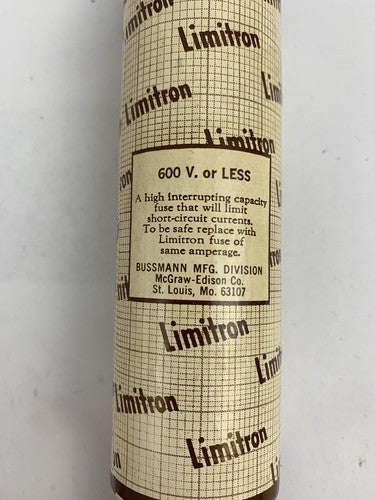 Limitron
Limitron
Limitron
600 V. or LESS
A high interrupting capacity
fuse that will limit
short-circuit currents.
To be safe replace with
Limitron fuse of
same amperage.
BUSSMANN MFG. DIVISION
McGraw-Edison Co.
St. Louis, Mo. 63107
Limitron
Limitron
Limitron